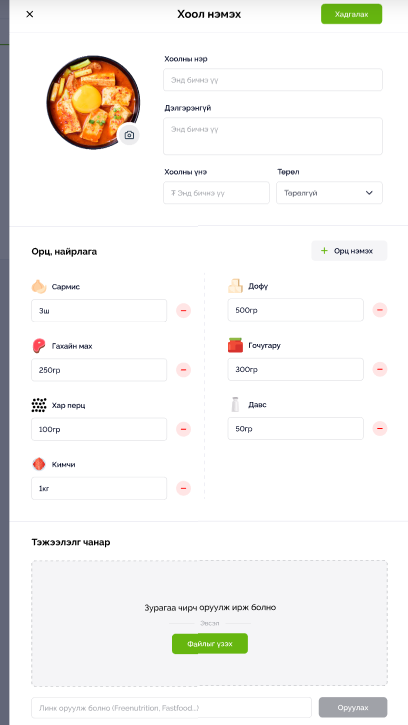 Хоол нэмэх
Хадгалах
Хоолны нэр
Энд бичнэ үү
Дэлгэрэнгүй
Энд бичнэ үү
Хоолны үнэ
Төрөл
₮ Энд бичнэ үү
Төрөлгүй
Орц, найрлага
+ Орц нэмэх
Сармис
3ш
Дофу
500гр
Гахайн мах
250гр
Гочугару
300гр
Хар перц
100гр
Давс
50гр
Кимчи
1кг
Тэжээлэлг чанар
Зурагаа чирч оруулж ирж болно
Эвсэл
Файлыг үзэх
Линк оруулж болно (Freenutrition, Fastfood...)
Оруулах